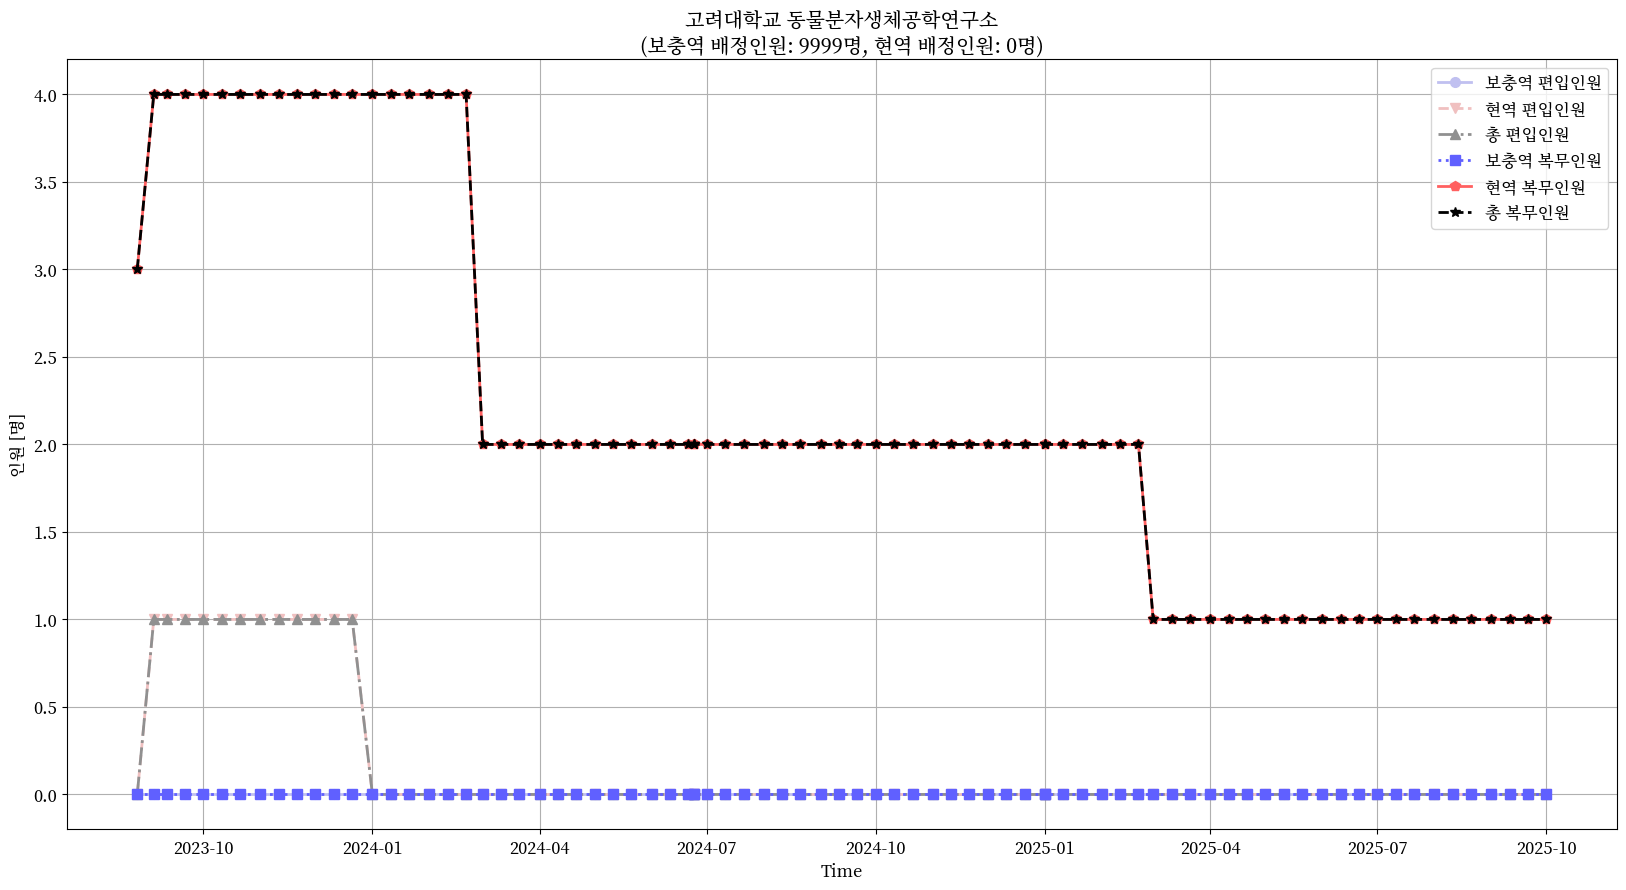 고려대학교 동물분자생체공학연구소
(보충역 배정인원: 9999명, 현역 배정인원: 0명)
보충역 편입인원
현역 편입인원
총 편입인원
보충역 복무인원
현역 복무인원
총 복무인원
인원 [명]
4.0
3.5
3.0
2.5
2.0
1.5
1.0
0.5
0.0
2023-10
2024-01
2024-04
2024-07
2024-10
2025-01
2025-04
2025-07
2025-10
Time